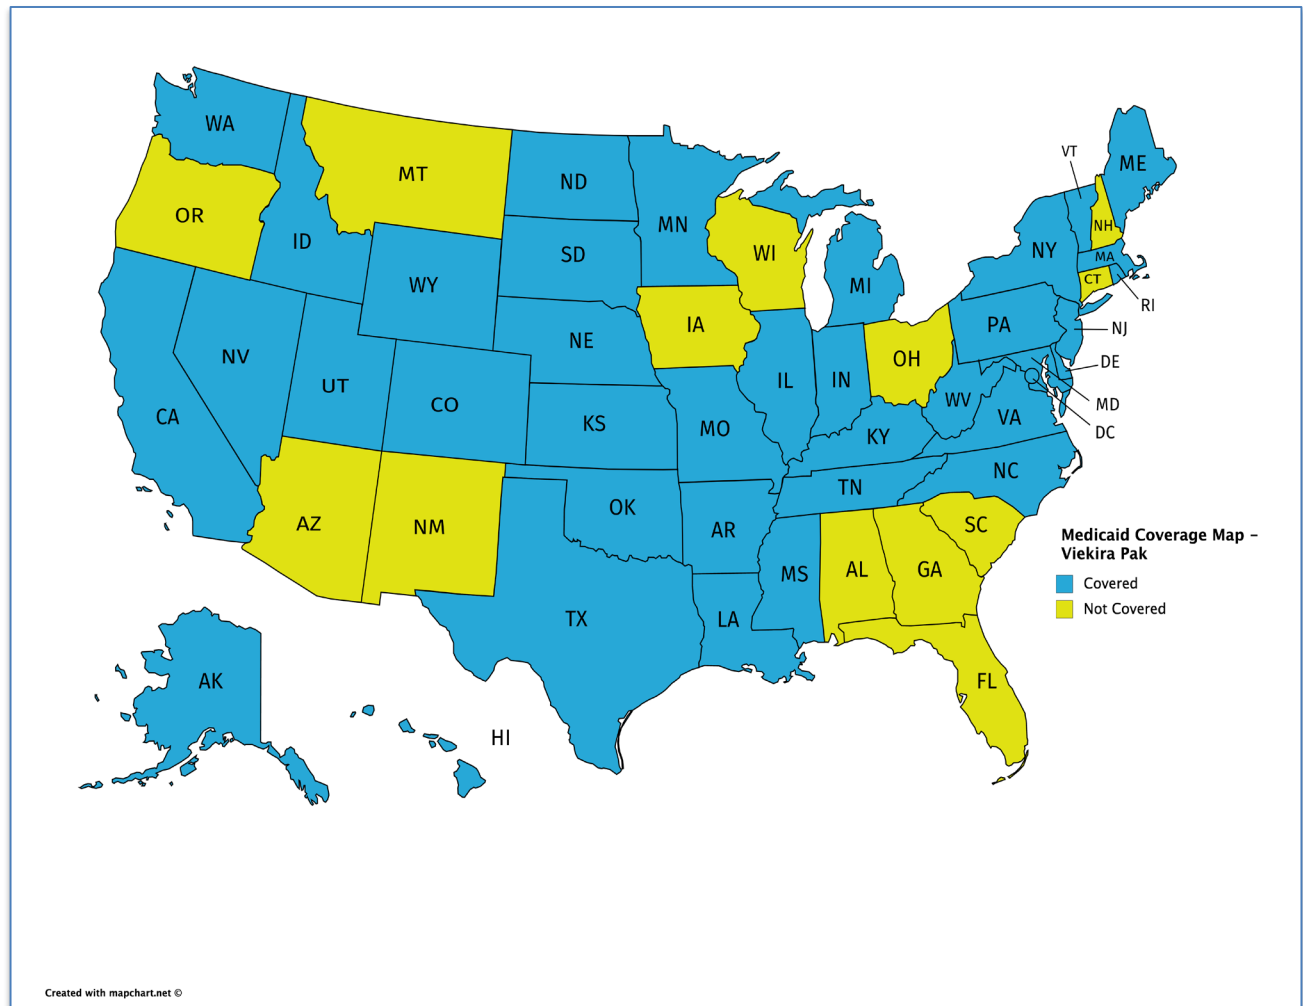 WA
MT
ND
MN
OR
ID
SD
WI
WY
MI
VT
ME
NH
NY
MA
CT
RI
IA
NE
PA
NJ
NV
UT
CO
IL
IN
OH
DE
CA
KS
MO
WV
VA
MD
DC
KY
NC
TN
AZ
NM
OK
AR
SC
MS
AL
GA
TX
LA
FL
AK
HI
Medicaid Coverage Map –
Viekira Pak
Covered
Not Covered
Created with mapchart.net ©